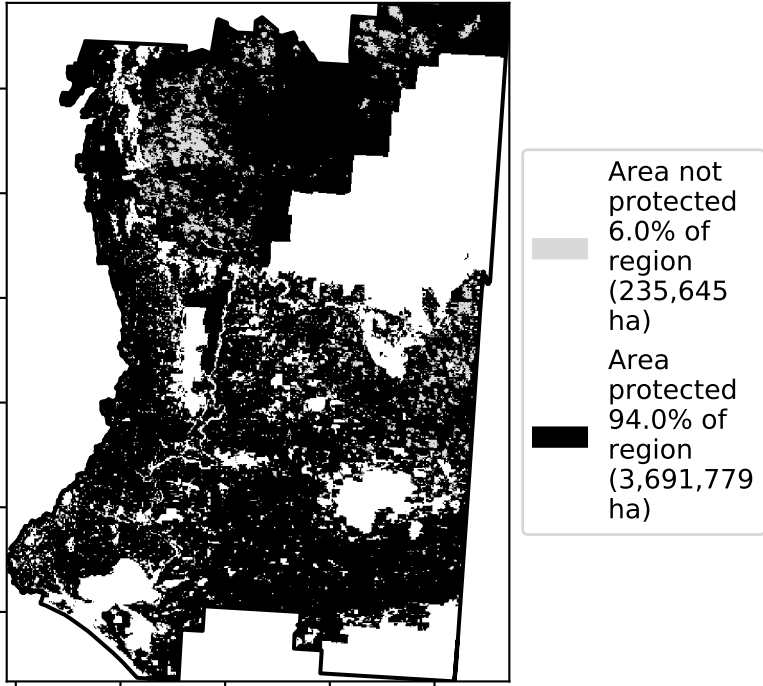 Area not
protected
6.0% of
region
(235,645
ha)
Area
protected
94.0% of
region
(3,691,779
ha)